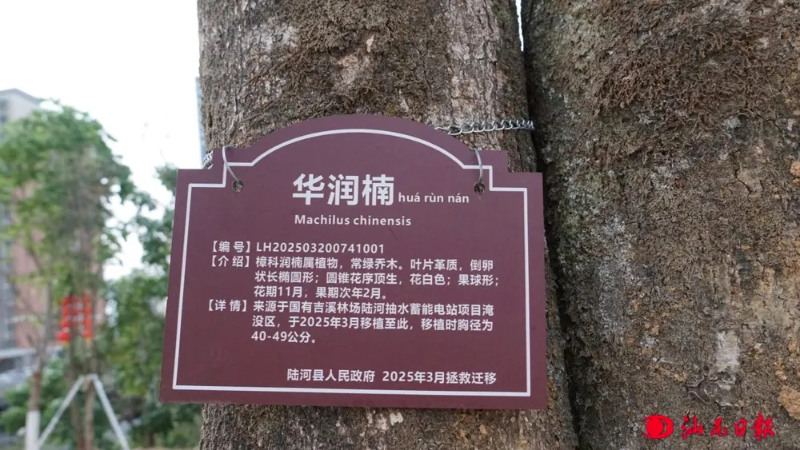 华润楠 huá rùn nán
Machilus chinensis
【编号】LH202503200741001
【介绍】樟科润楠属植物，常绿乔木。叶片革质，倒卵
状长椭圆形；圆锥花序顶生，花白色；果球形；
花期11月，果期次年2月。
【详情】来源于国有吉溪林场陆河抽水蓄能电站项目淹
没区，于2025年3月移植至此，移植时胸径为
40-49公分。
陆河县人民政府 2025年3月拯救迁移
汕尾日报